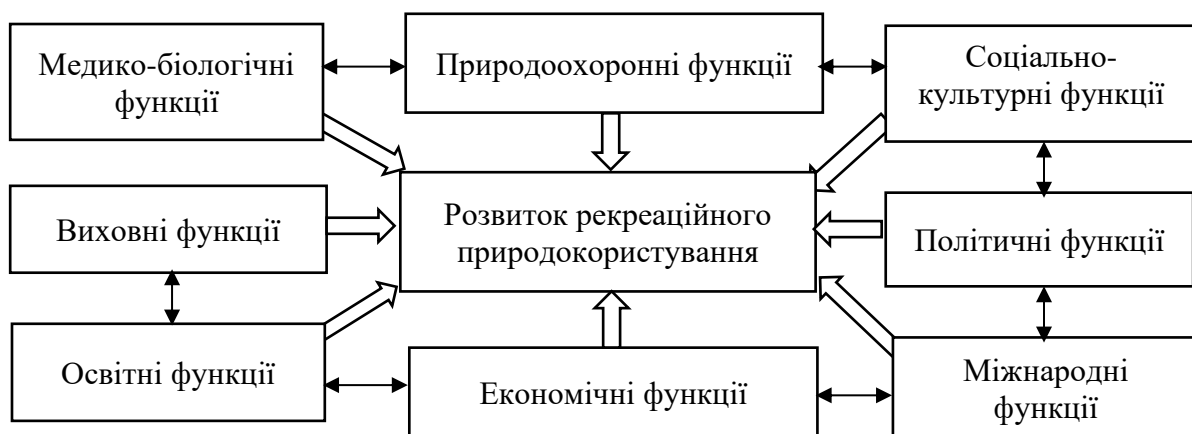 Медико-біологічні
функції
Природоохоронні функції
Соціально-
культурні функції
Виховні функції
Розвиток рекреаційного
природокористування
Політичні функції
Освітні функції
Економічні функції
Міжнародні
функції